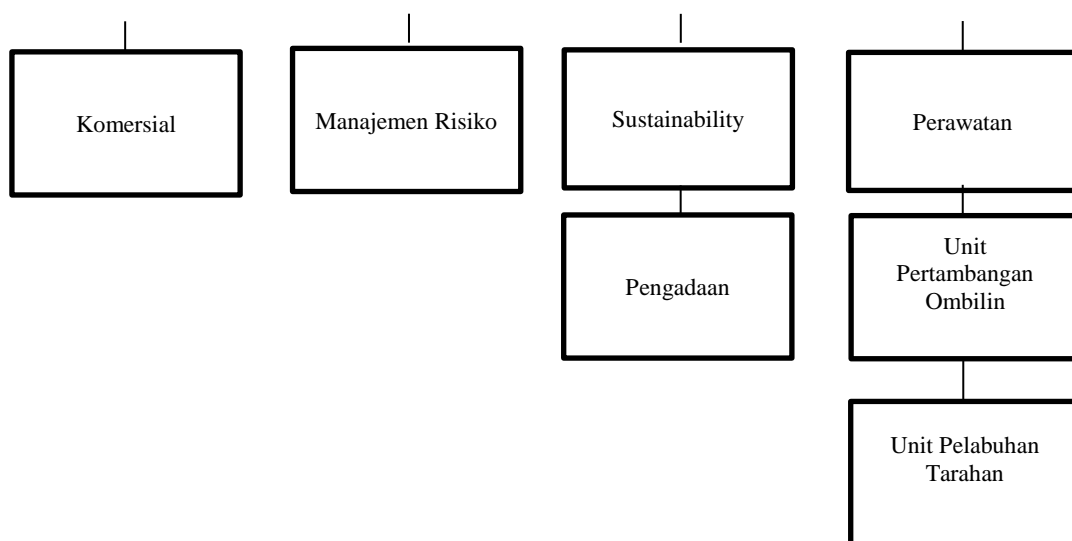 Komersial
Manajemen Risiko
Sustainability
Perawatan
Pengadaan
Unit
Pertambangan
Ombilin
Unit Pelabuhan
Tarahan